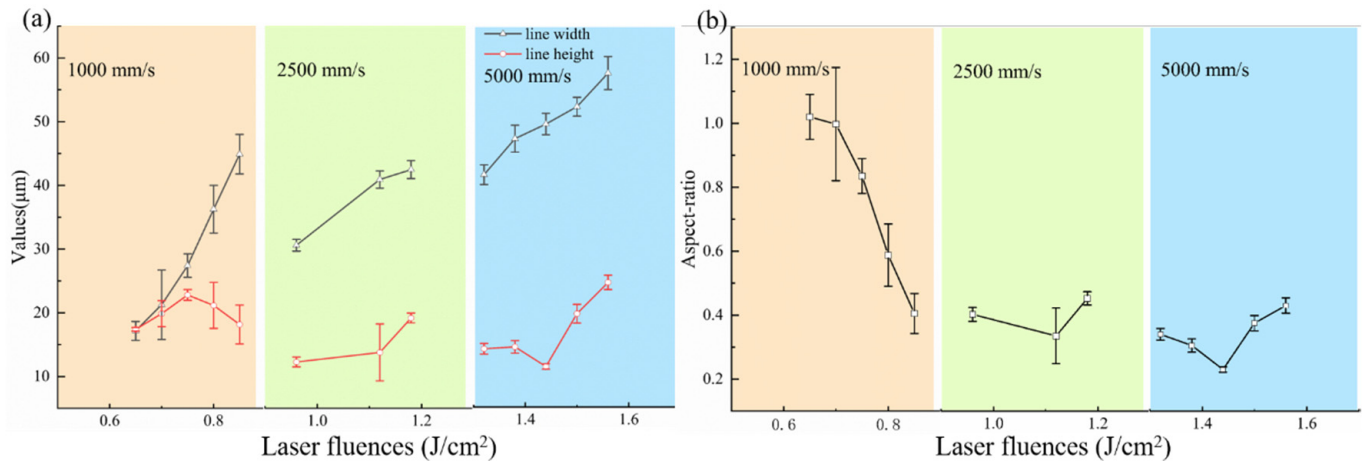 (a)
line width
line height
1000 mm/s
2500 mm/s
5000 mm/s
Values(μm)
60
50
40
30
20
10
0.6 0.8 1.0 1.2 1.4 1.6
Laser fluences (J/cm²)
(b)
1000 mm/s
2500 mm/s
5000 mm/s
Aspect-ratio
1.2
1.0
0.8
0.6
0.4
0.2
0. 6 0.8 1.0 1.2 1.4 1.6
Laser fluences (J/cm²)